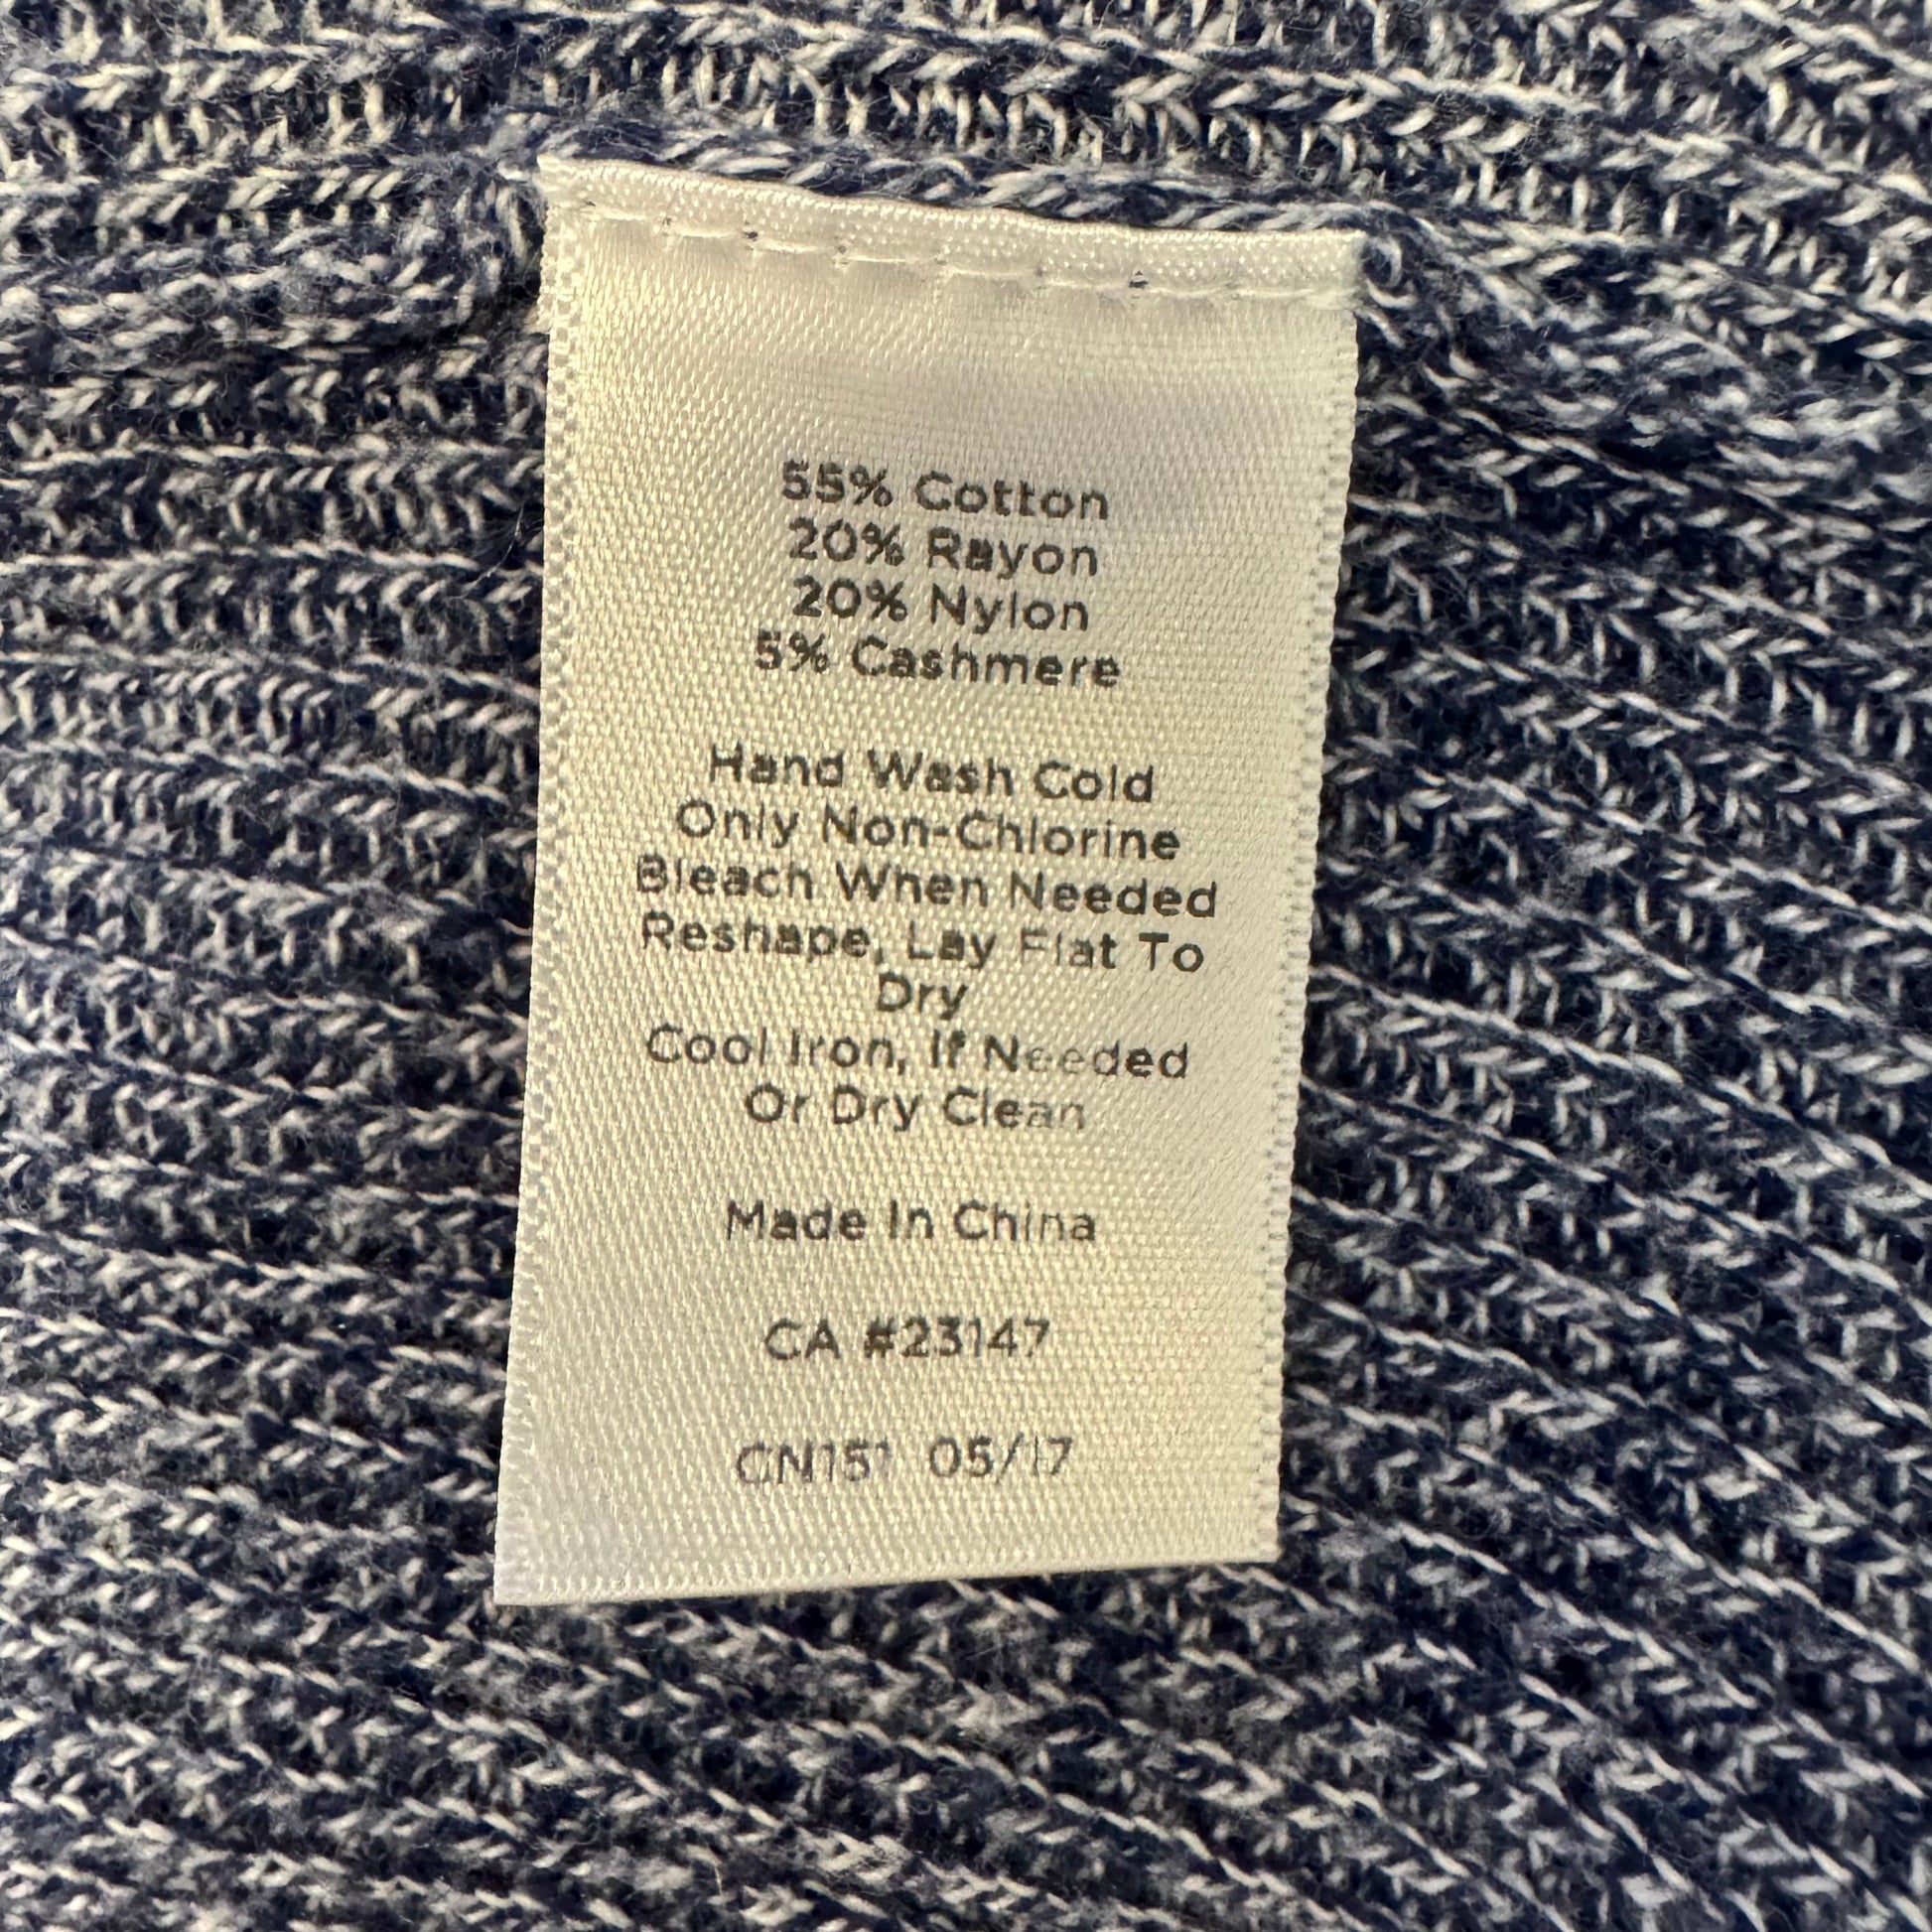 55% Cotton
20% Rayon
20% Nylon
5% Cashmere
Hand Wash Cold
Only Non-Chlorine
Bleach When Needed
Reshape, Lay Flat To
Dry
Cool Iron, If Needed
Or Dry Clean
Made In China
CA #23147
CN151 05/17